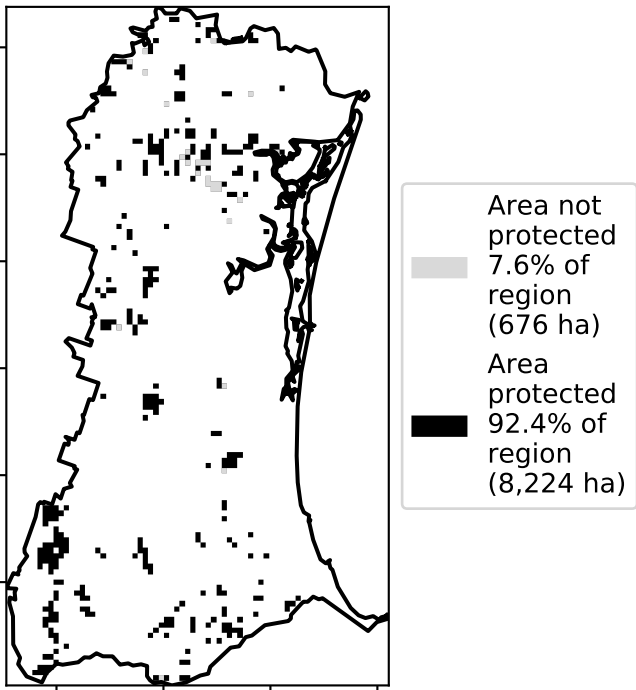 Area not
protected
7.6% of
region
(676 ha)
Area
protected
92.4% of
region
(8,224 ha)